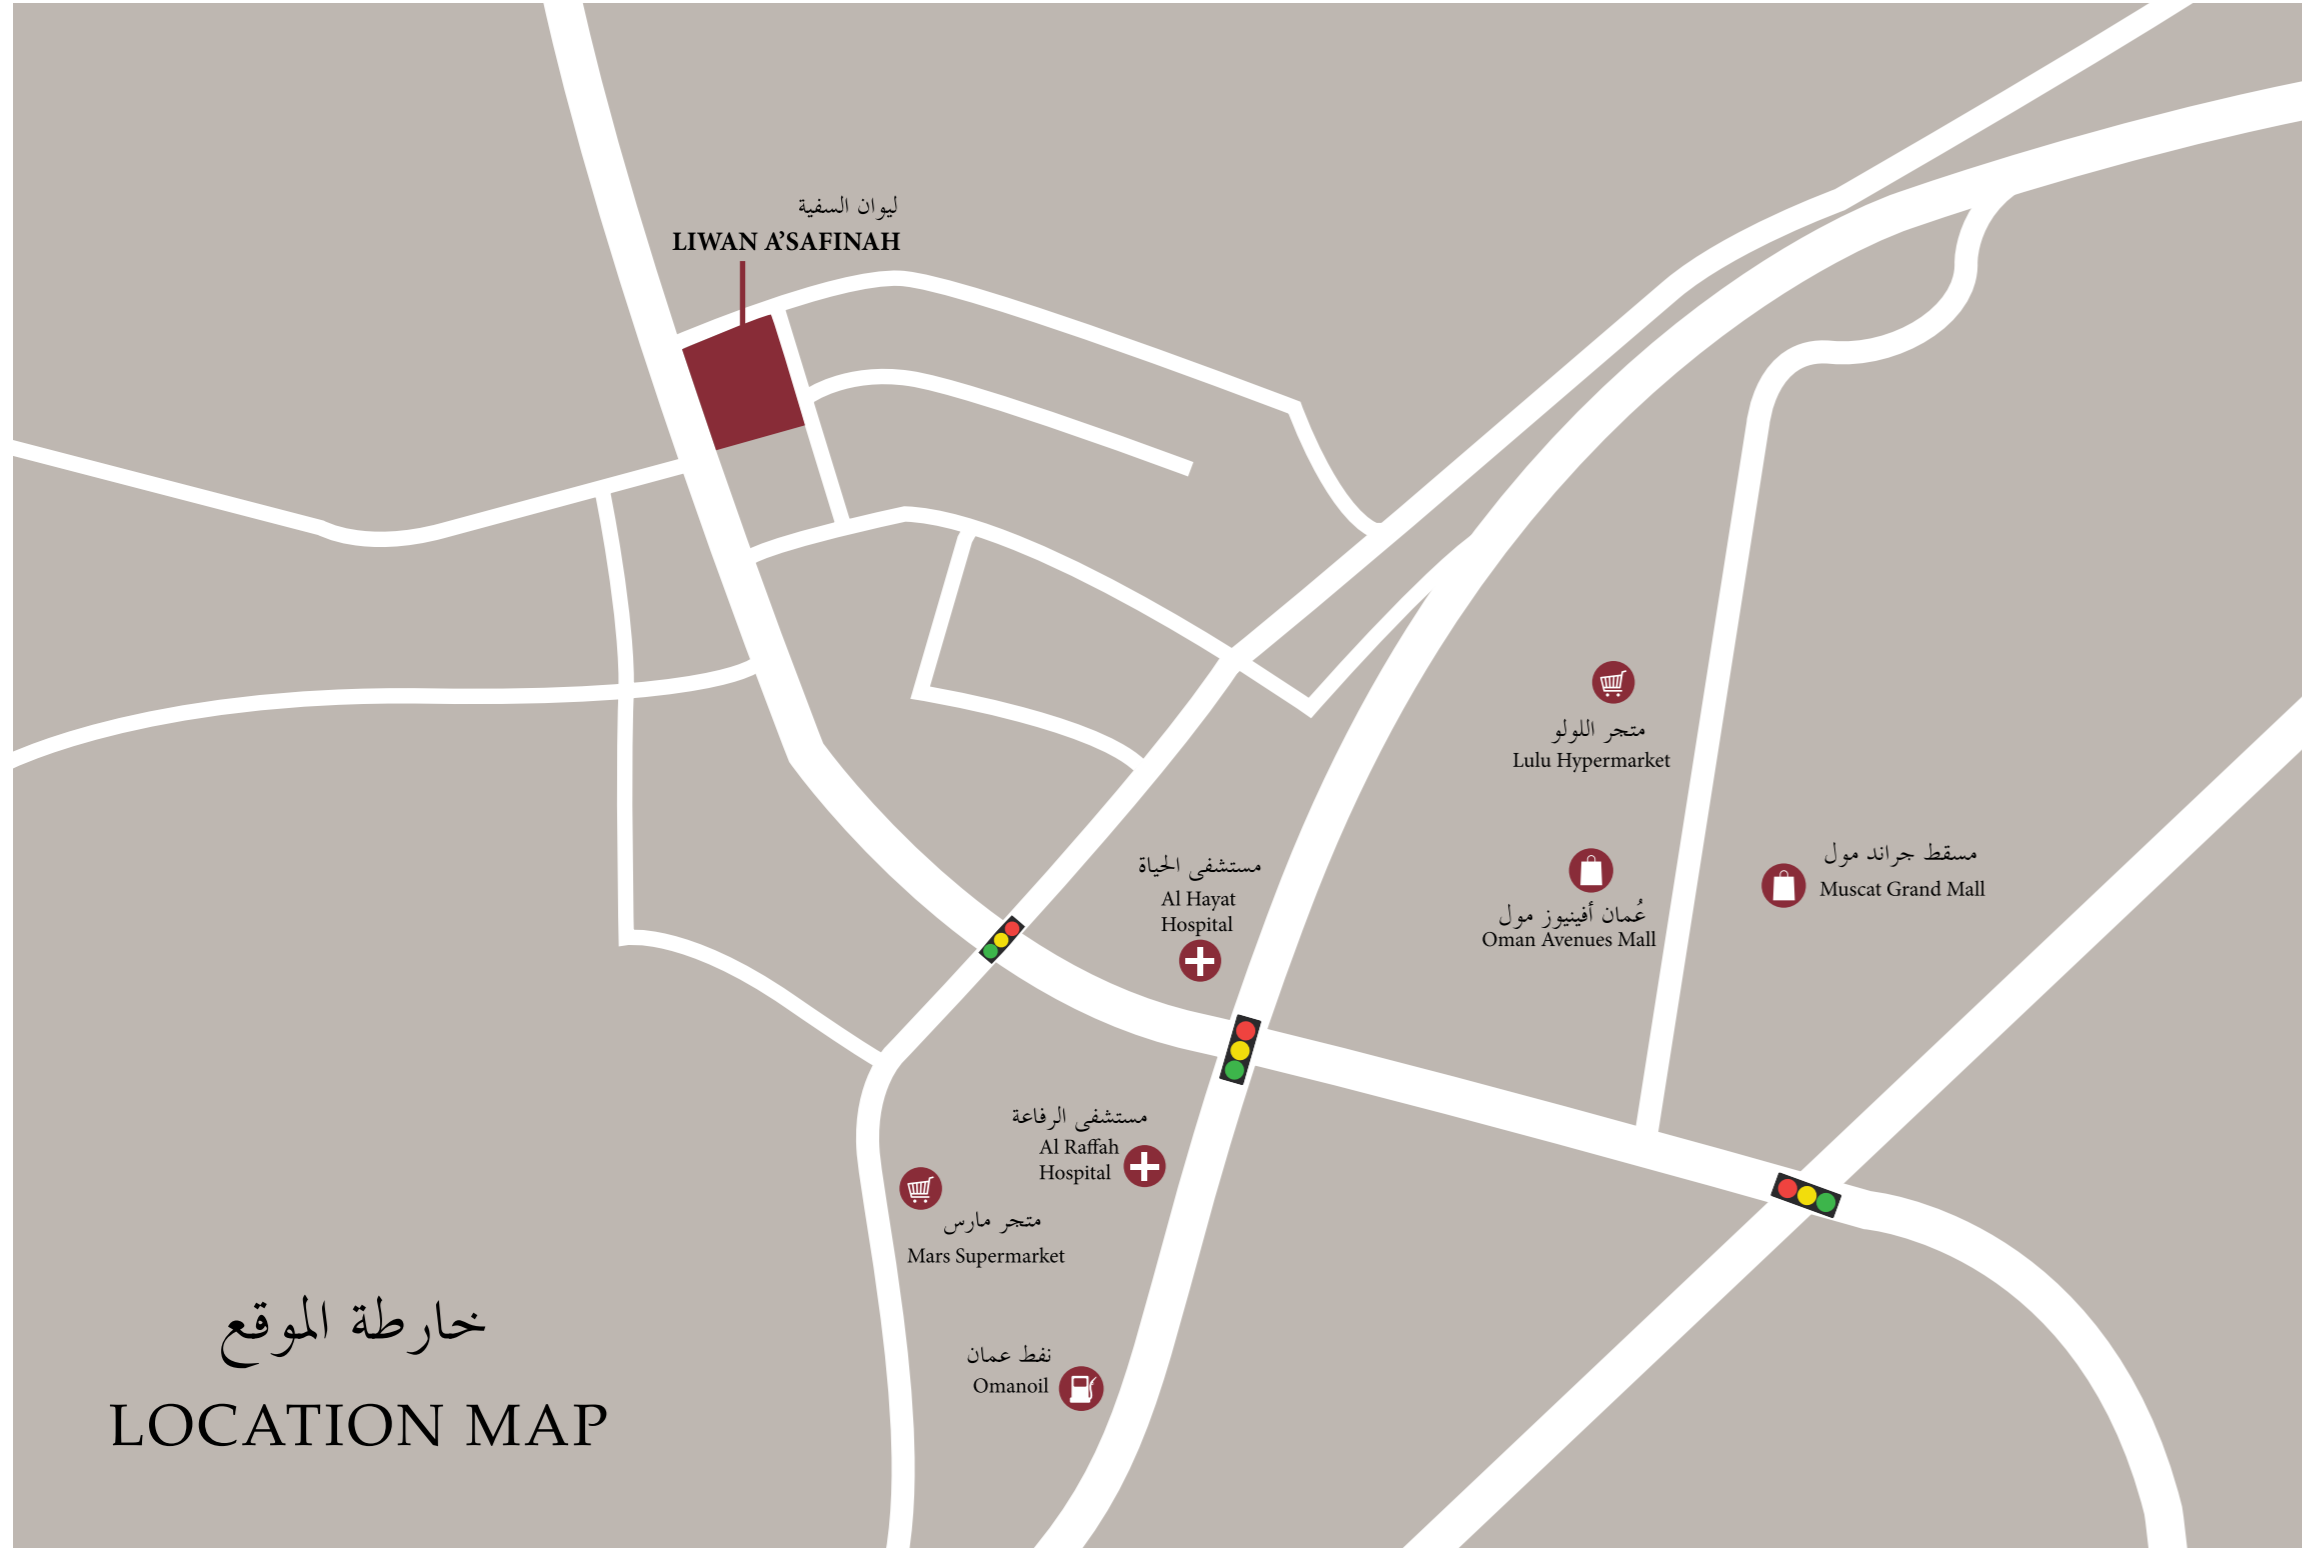 ليوان السفية
LIWAN A’SAFINAH
متجر اللولو
Lulu Hypermarket
مستشفى الحياة
Al Hayat
Hospital
عُمان أفينيوز مول
Oman Avenues Mall
مسقط جراند مول
Muscat Grand Mall
مستشفى الرفاعة
Al Raffah
Hospital
متجر مارس
Mars Supermarket
نفط عمان
Omanoil
خارطة الموقع
LOCATION MAP